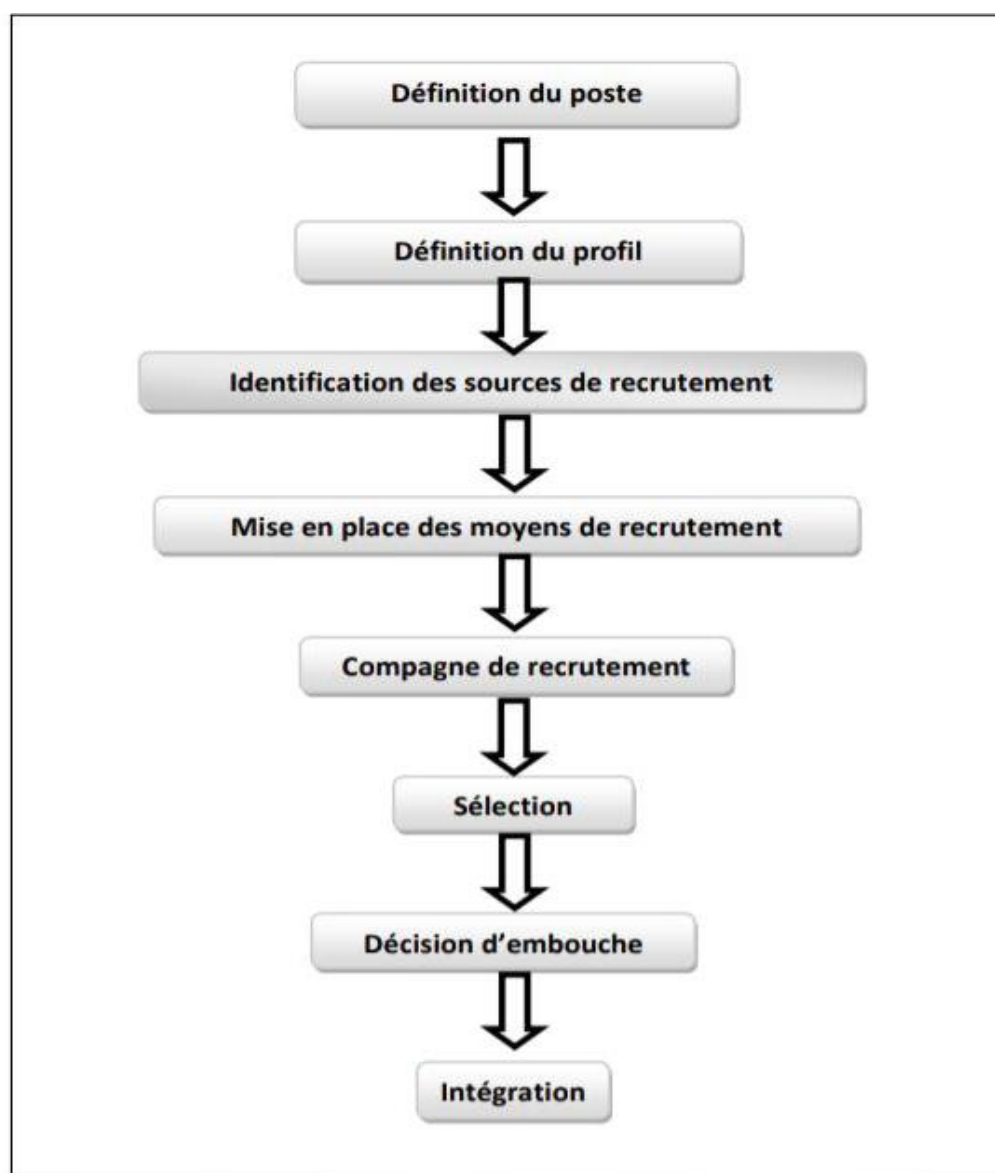 Définition du poste
Définition du profil
Identification des sources de recrutement
Mise en place des moyens de recrutement
Compagne de recrutement
Sélection
Décision d’embouche
Intégration